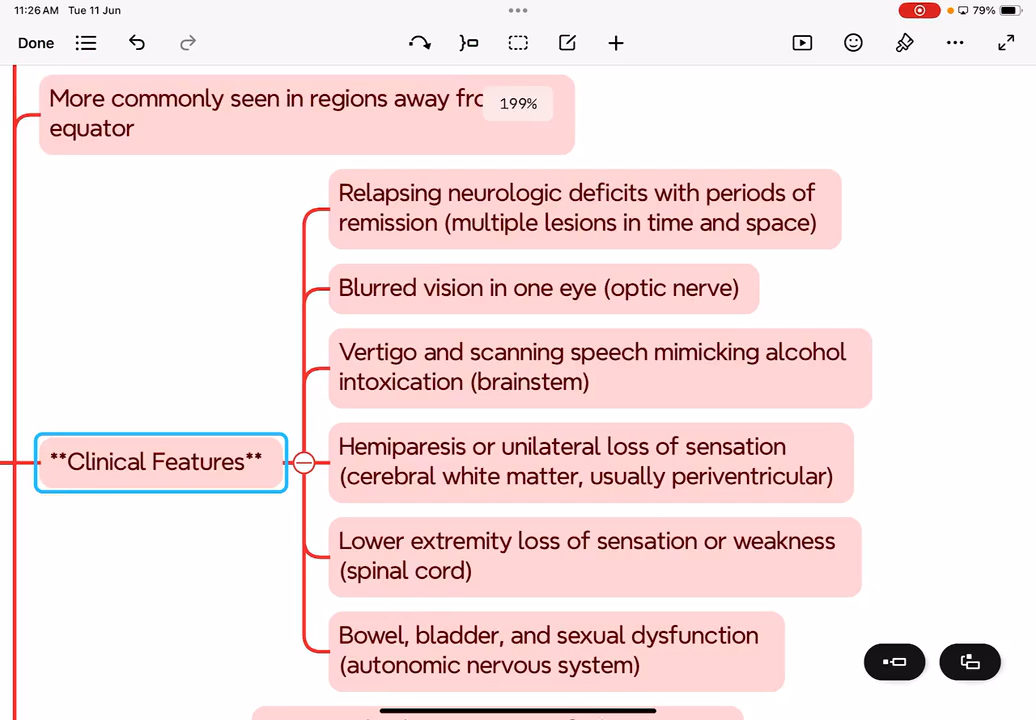 11:26 AM Tue 11 Jun
79%
Done
More commonly seen in regions away
equator
199%
Relapsing neurologic deficits with periods of
remission (multiple lesions in time and space)
Blurred vision in one eye (optic nerve)
Vertigo and scanning speech mimicking alcohol
intoxication (brainstem)
**Clinical Features**
Hemiparesis or unilateral loss of sensation
(cerebral white matter, usually periventricular)
Lower extremity loss of sensation or weakness
(spinal cord)
Bowel, bladder, and sexual dysfunction
(autonomic nervous system)